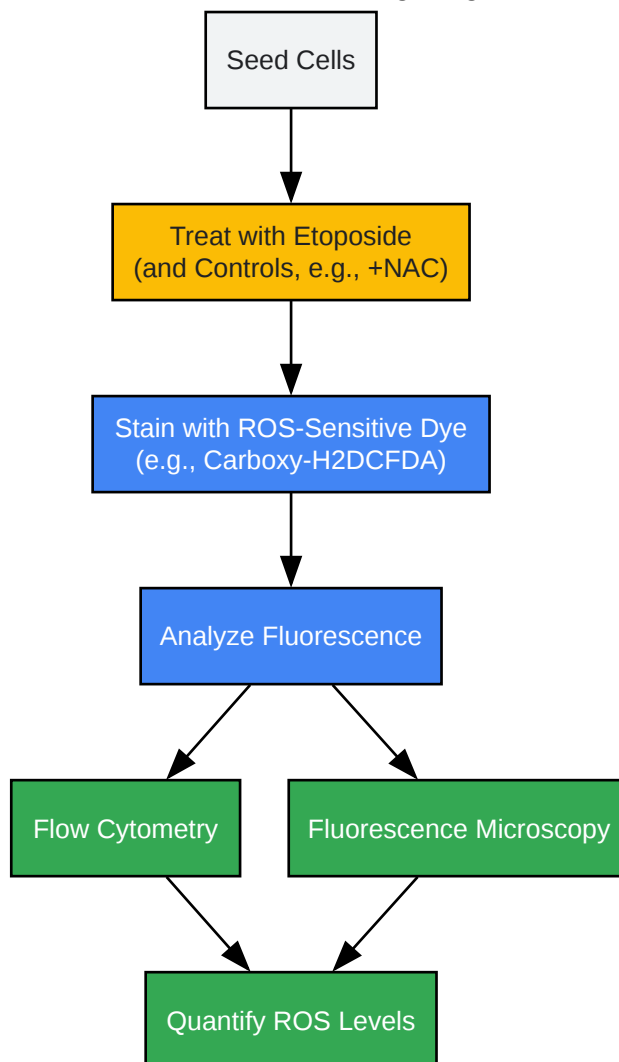 Seed Cells
Treat with Etoposide
(and Controls, e.g., +NAC)
Stain with ROS-Sensitive Dye
(e.g., Carboxy-H2DCFDA)
Analyze Fluorescence
Flow Cytometry
Fluorescence Microscopy
Quantify ROS Levels